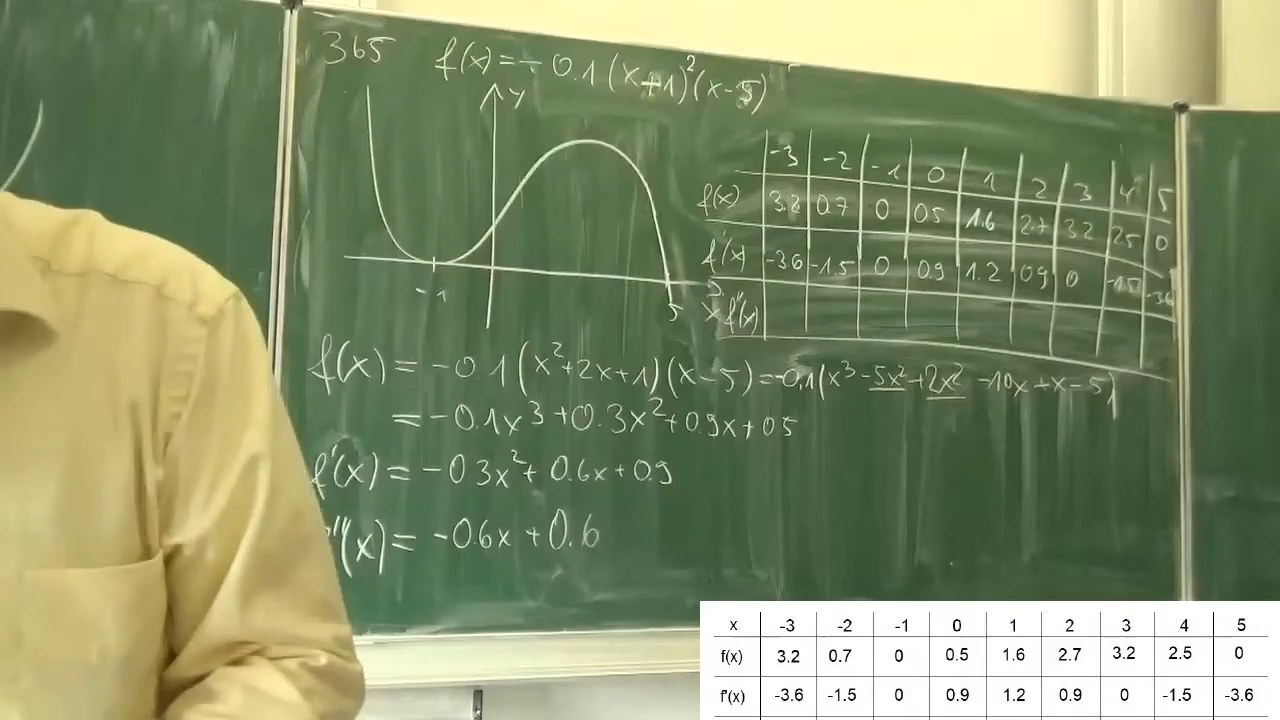 365 f(x) = -0.1(x+1)²(x-5)
y
-1 5 x
-3 -2 -1 0 1 2 3 4 5
f(x) 3.2 0.7 0 0.5 1.6 2.7 3.2 2.5 0
f'(x) -3.6 -1.5 0 0.9 1.2 0.9 0 -1.5 -3.6
f''(x)
f(x) = -0.1(x²+2x+1)(x-5) = -0.1(x³-5x²+2x²-10x+x-5)
= -0.1x³+0.3x²+0.9x+0.5
f'(x) = -0.3x²+0.6x+0.9
''(x) = -0.6x+0.6
x -3 -2 -1 0 1 2 3 4 5
f(x) 3.2 0.7 0 0.5 1.6 2.7 3.2 2.5 0
f'(x) -3.6 -1.5 0 0.9 1.2 0.9 0 -1.5 -3.6